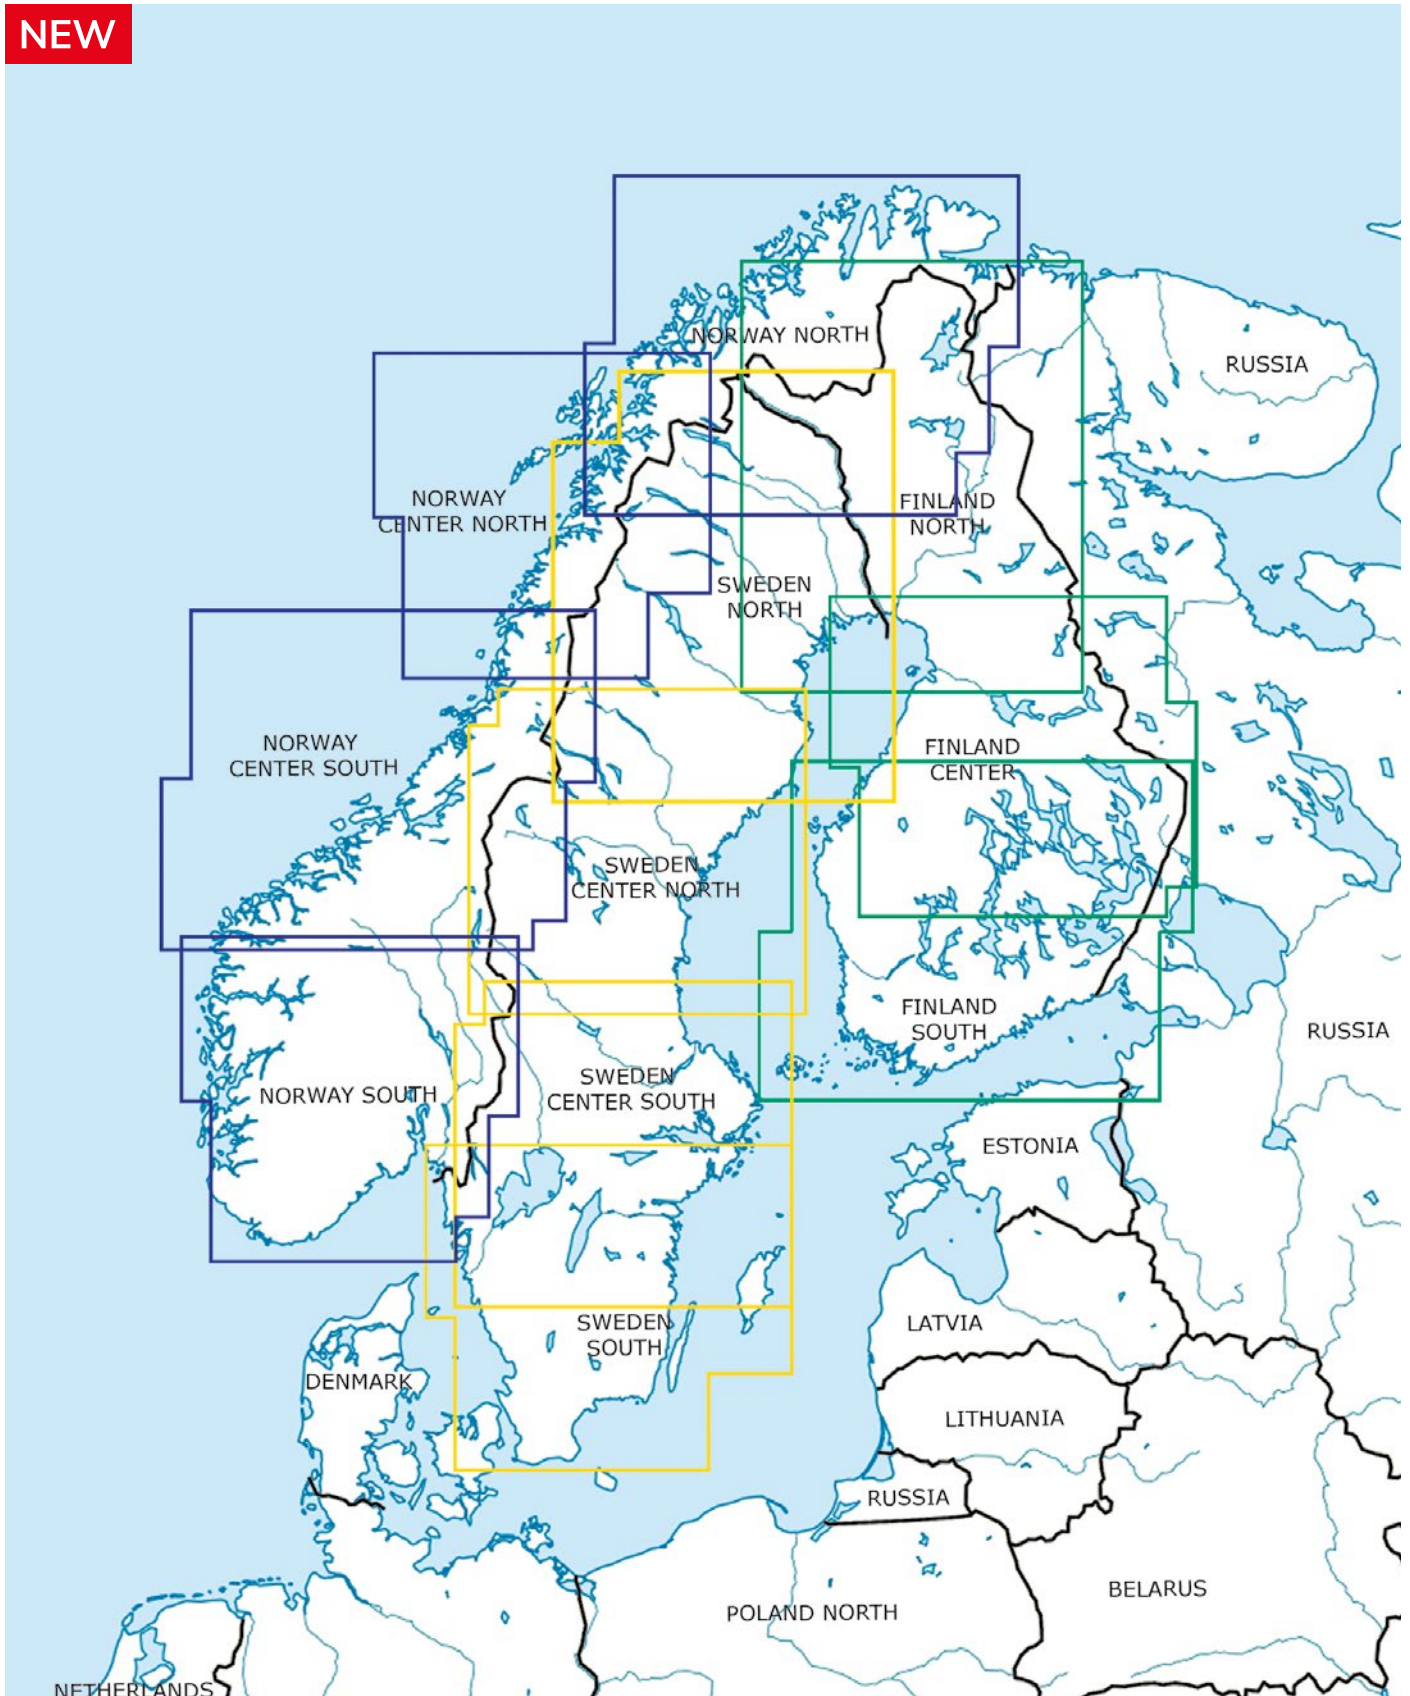 NEW
NORWAY NORTH
RUSSIA
NORWAY
CENTER NORTH
FINLAND
NORTH
SWEDEN
NORTH
NORWAY
CENTER SOUTH
FINLAND
CENTER
SWEDEN
CENTER NORTH
FINLAND
SOUTH
RUSSIA
NORWAY SOUTH
SWEDEN
CENTER SOUTH
ESTONIA
SWEDEN
SOUTH
LATVIA
DENMARK
LITHUANIA
RUSSIA
BELARUS
POLAND NORTH
NETHERLANDS